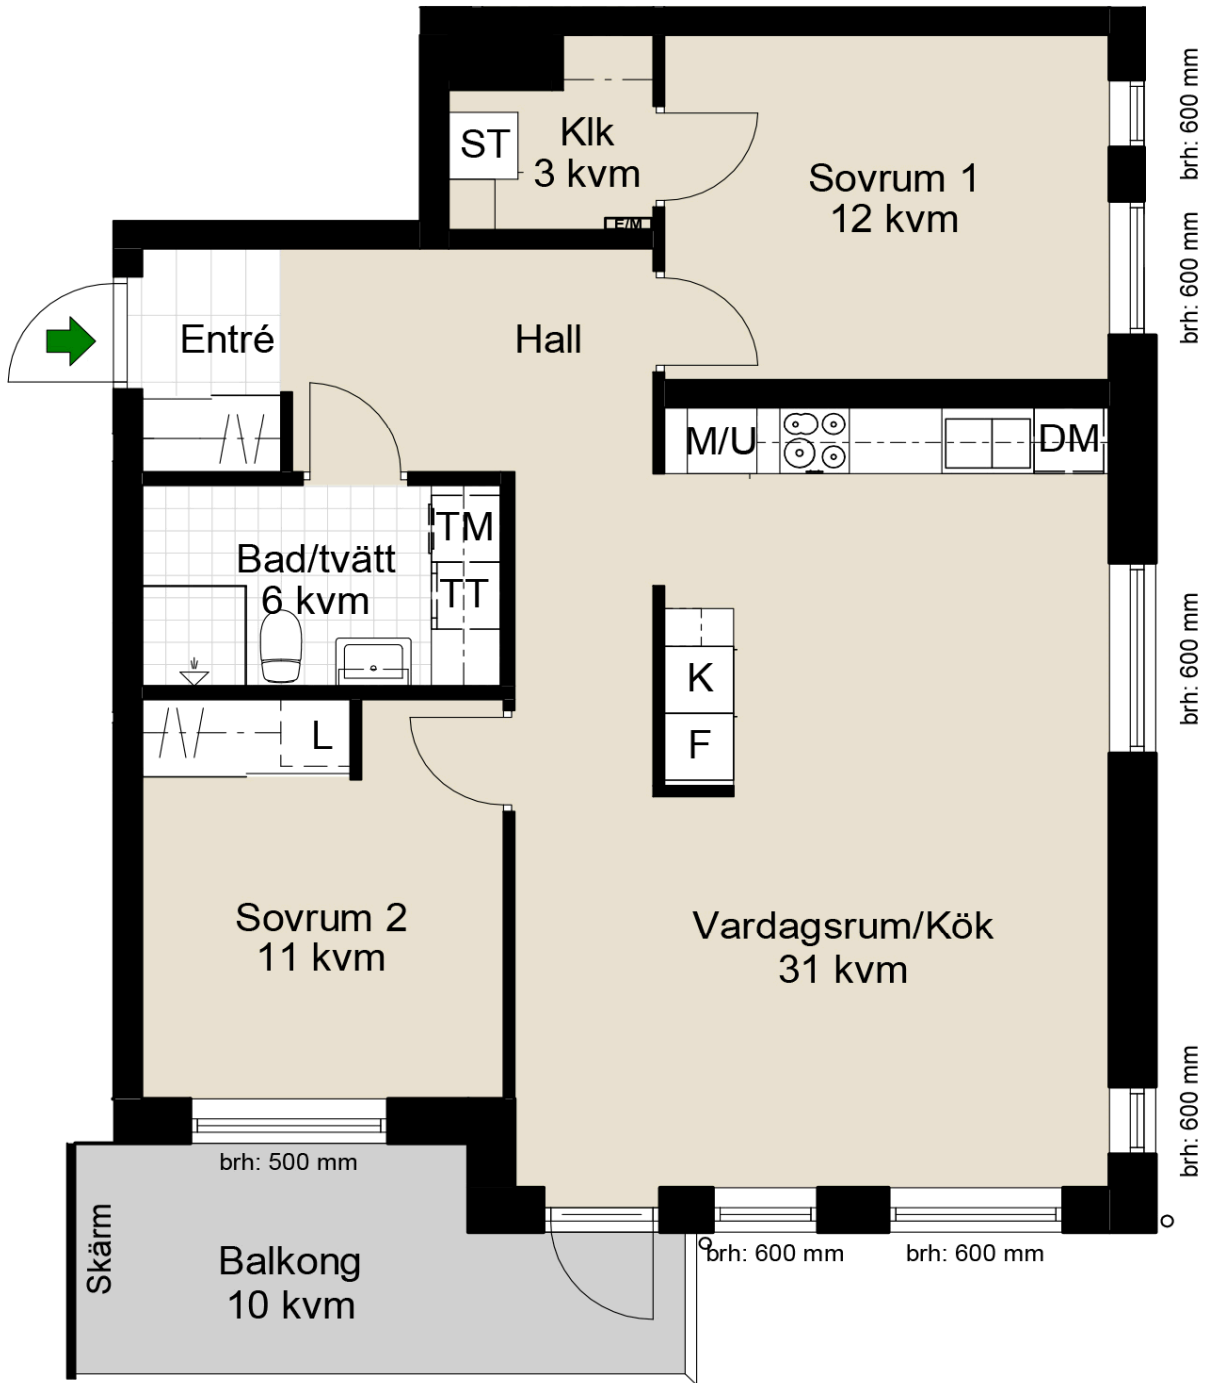 ST
Klk
3 kvm
E/M
Sovrum 1
12 kvm
brh: 600 mm
brh: 600 mm
Entré
Hall
M/U
DM
Bad/tvätt
6 kvm
TM
TT
L
K
F
brh: 600 mm
Sovrum 2
11 kvm
Vardagsrum/Kök
31 kvm
brh: 600 mm
brh: 500 mm
Skärm
Balkong
10 kvm
brh: 600 mm
brh: 600 mm